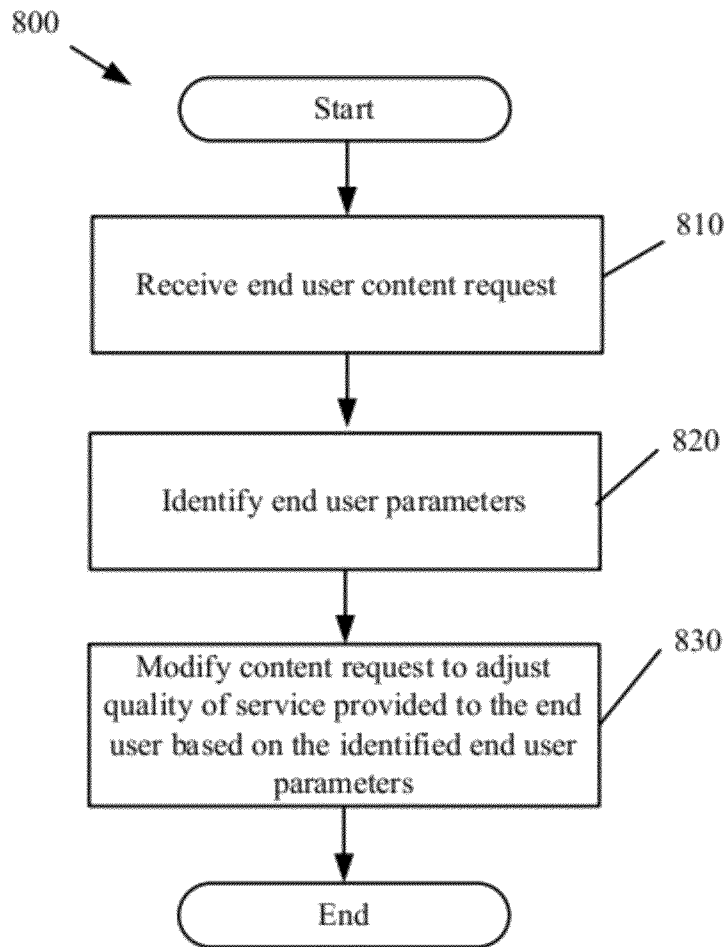 800
Start
810
Receive end user content request
820
Identify end user parameters
830
Modify content request to adjust
quality of service provided to the end
user based on the identified end user
parameters
End